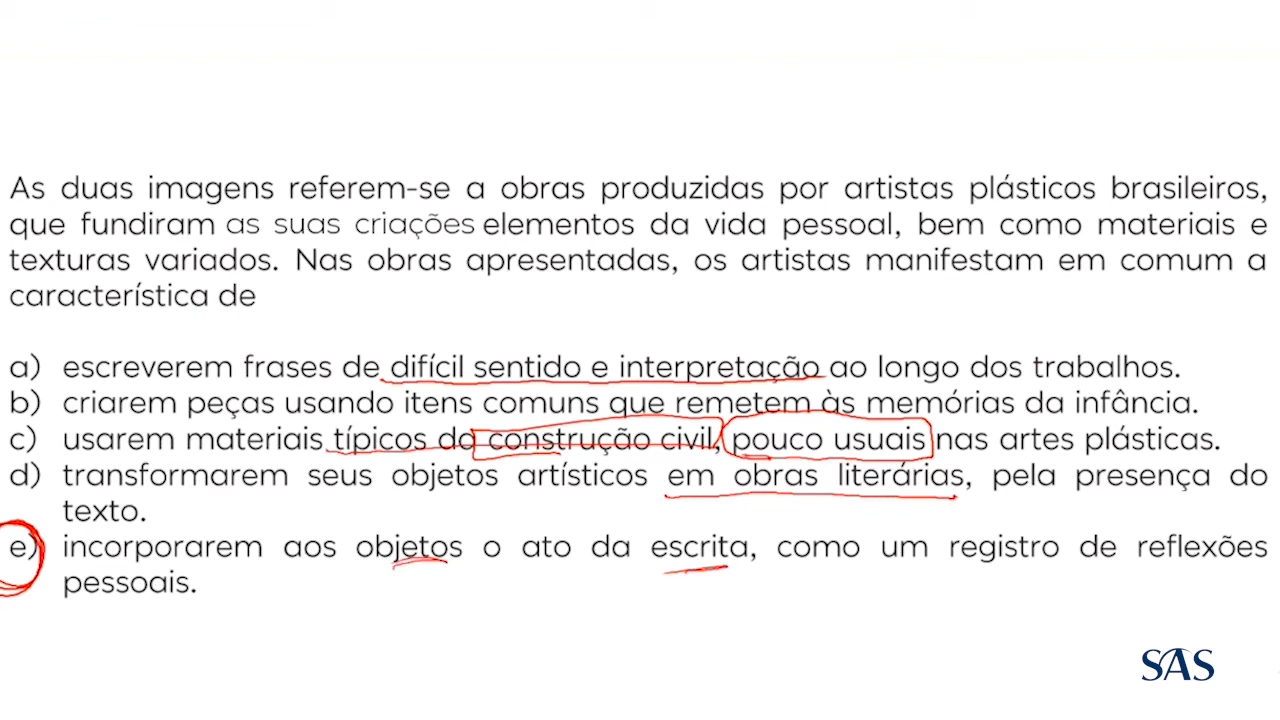 As duas imagens referem-se a obras produzidas por artistas plásticos brasileiros,
que fundiram as suas criações elementos da vida pessoal, bem como materiais e
texturas variados. Nas obras apresentadas, os artistas manifestam em comum a
característica de
a) escreverem frases de difícil sentido e interpretação ao longo dos trabalhos.
b) criarem peças usando itens comuns que remetem às memórias da infância.
c) usarem materiais típicos da construção civil, pouco usuais nas artes plásticas.
d) transformarem seus objetos artísticos em obras literárias, pela presença do
texto.
e) incorporarem aos objetos o ato da escrita, como um registro de reflexões
pessoais.
SAS